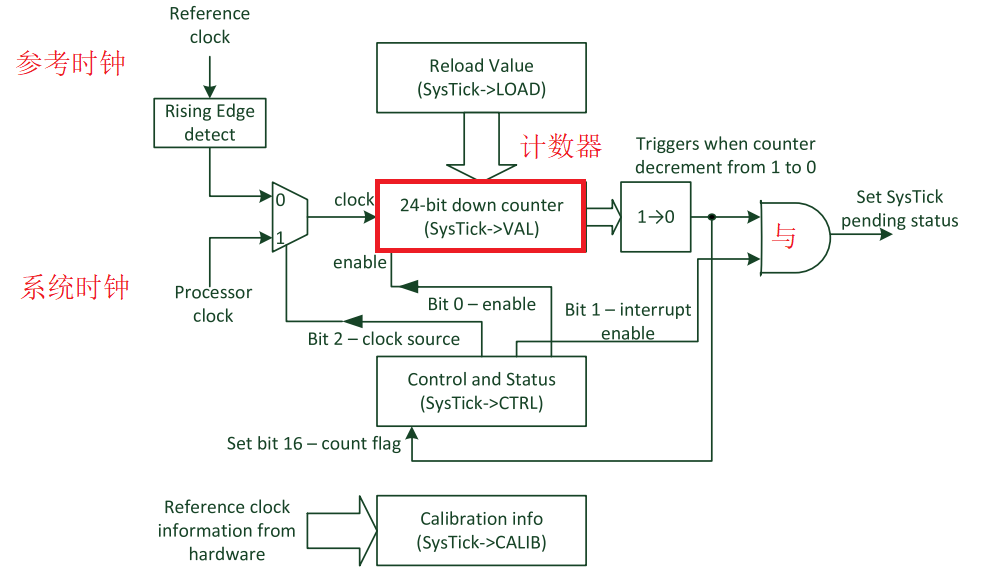 Reference
clock
参考时钟
Rising Edge
detect
Reload Value
(SysTick->LOAD)
计数器
Triggers when counter
decrement from 1 to 0
0
1
clock
24-bit down counter
(SysTick->VAL)
1→0
与
Set SysTick
pending status
系统时钟
Processor
clock
enable
Bit 0 – enable
Bit 1 – interrupt
enable
Bit 2 – clock source
Control and Status
(SysTick->CTRL)
Set bit 16 – count flag
Reference clock
information from
hardware
Calibration info
(SysTick->CALIB)